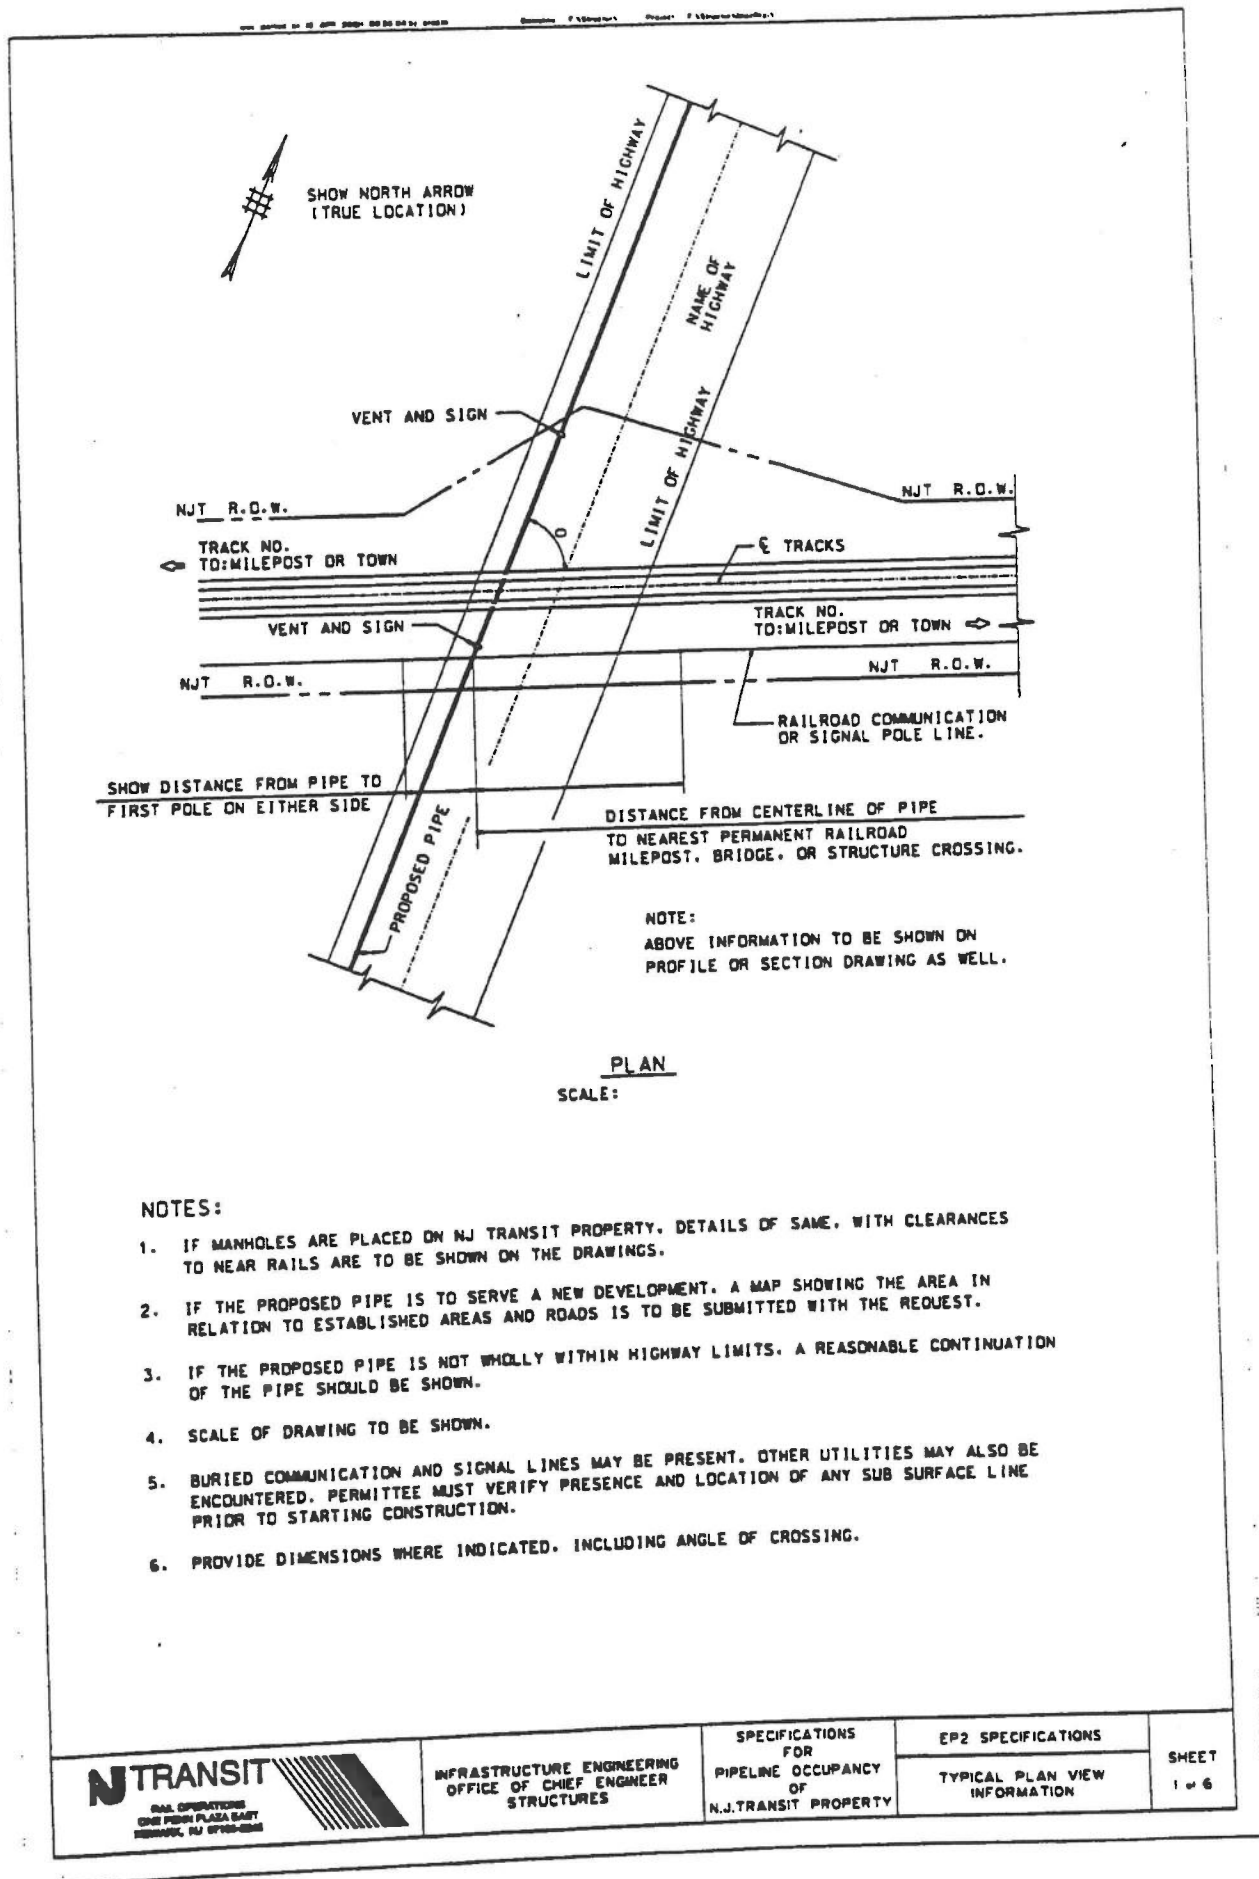 SHOW NORTH ARROW
(TRUE LOCATION)
LIMIT OF HIGHWAY
NAME OF
HIGHWAY
LIMIT OF HIGHWAY
VENT AND SIGN
NJT R.O.W.
NJT R.O.W.
TRACK NO.
TO:MILEPOST OR TOWN
℄ TRACKS
TRACK NO.
TO:MILEPOST OR TOWN
VENT AND SIGN
NJT R.O.W.
NJT R.O.W.
RAILROAD COMMUNICATION
OR SIGNAL POLE LINE.
SHOW DISTANCE FROM PIPE TO
FIRST POLE ON EITHER SIDE
DISTANCE FROM CENTERLINE OF PIPE
TO NEAREST PERMANENT RAILROAD
MILEPOST. BRIDGE. OR STRUCTURE CROSSING.
PROPOSED PIPE
NOTE:
ABOVE INFORMATION TO BE SHOWN ON
PROFILE OR SECTION DRAWING AS WELL.
PLAN
SCALE:
NOTES:
1. IF MANHOLES ARE PLACED ON NJ TRANSIT PROPERTY. DETAILS OF SAME. WITH CLEARANCES
TO NEAR RAILS ARE TO BE SHOWN ON THE DRAWINGS.
2. IF THE PROPOSED PIPE IS TO SERVE A NEW DEVELOPMENT. A MAP SHOWING THE AREA IN
RELATION TO ESTABLISHED AREAS AND ROADS IS TO BE SUBMITTED WITH THE REQUEST.
3. IF THE PROPOSED PIPE IS NOT WHOLLY WITHIN HIGHWAY LIMITS. A REASONABLE CONTINUATION
OF THE PIPE SHOULD BE SHOWN.
4. SCALE OF DRAWING TO BE SHOWN.
5. BURIED COMMUNICATION AND SIGNAL LINES MAY BE PRESENT. OTHER UTILITIES MAY ALSO BE
ENCOUNTERED. PERMITTEE MUST VERIFY PRESENCE AND LOCATION OF ANY SUB SURFACE LINE
PRIOR TO STARTING CONSTRUCTION.
6. PROVIDE DIMENSIONS WHERE INDICATED. INCLUDING ANGLE OF CROSSING.
NJ TRANSIT
RAIL OPERATIONS
ONE PENN PLAZA EAST
NEWARK, NJ
INFRASTRUCTURE ENGINEERING
OFFICE OF CHIEF ENGINEER
STRUCTURES
SPECIFICATIONS
FOR
PIPELINE OCCUPANCY
OF
N.J.TRANSIT PROPERTY
EP2 SPECIFICATIONS
TYPICAL PLAN VIEW
INFORMATION
SHEET
1 of 6